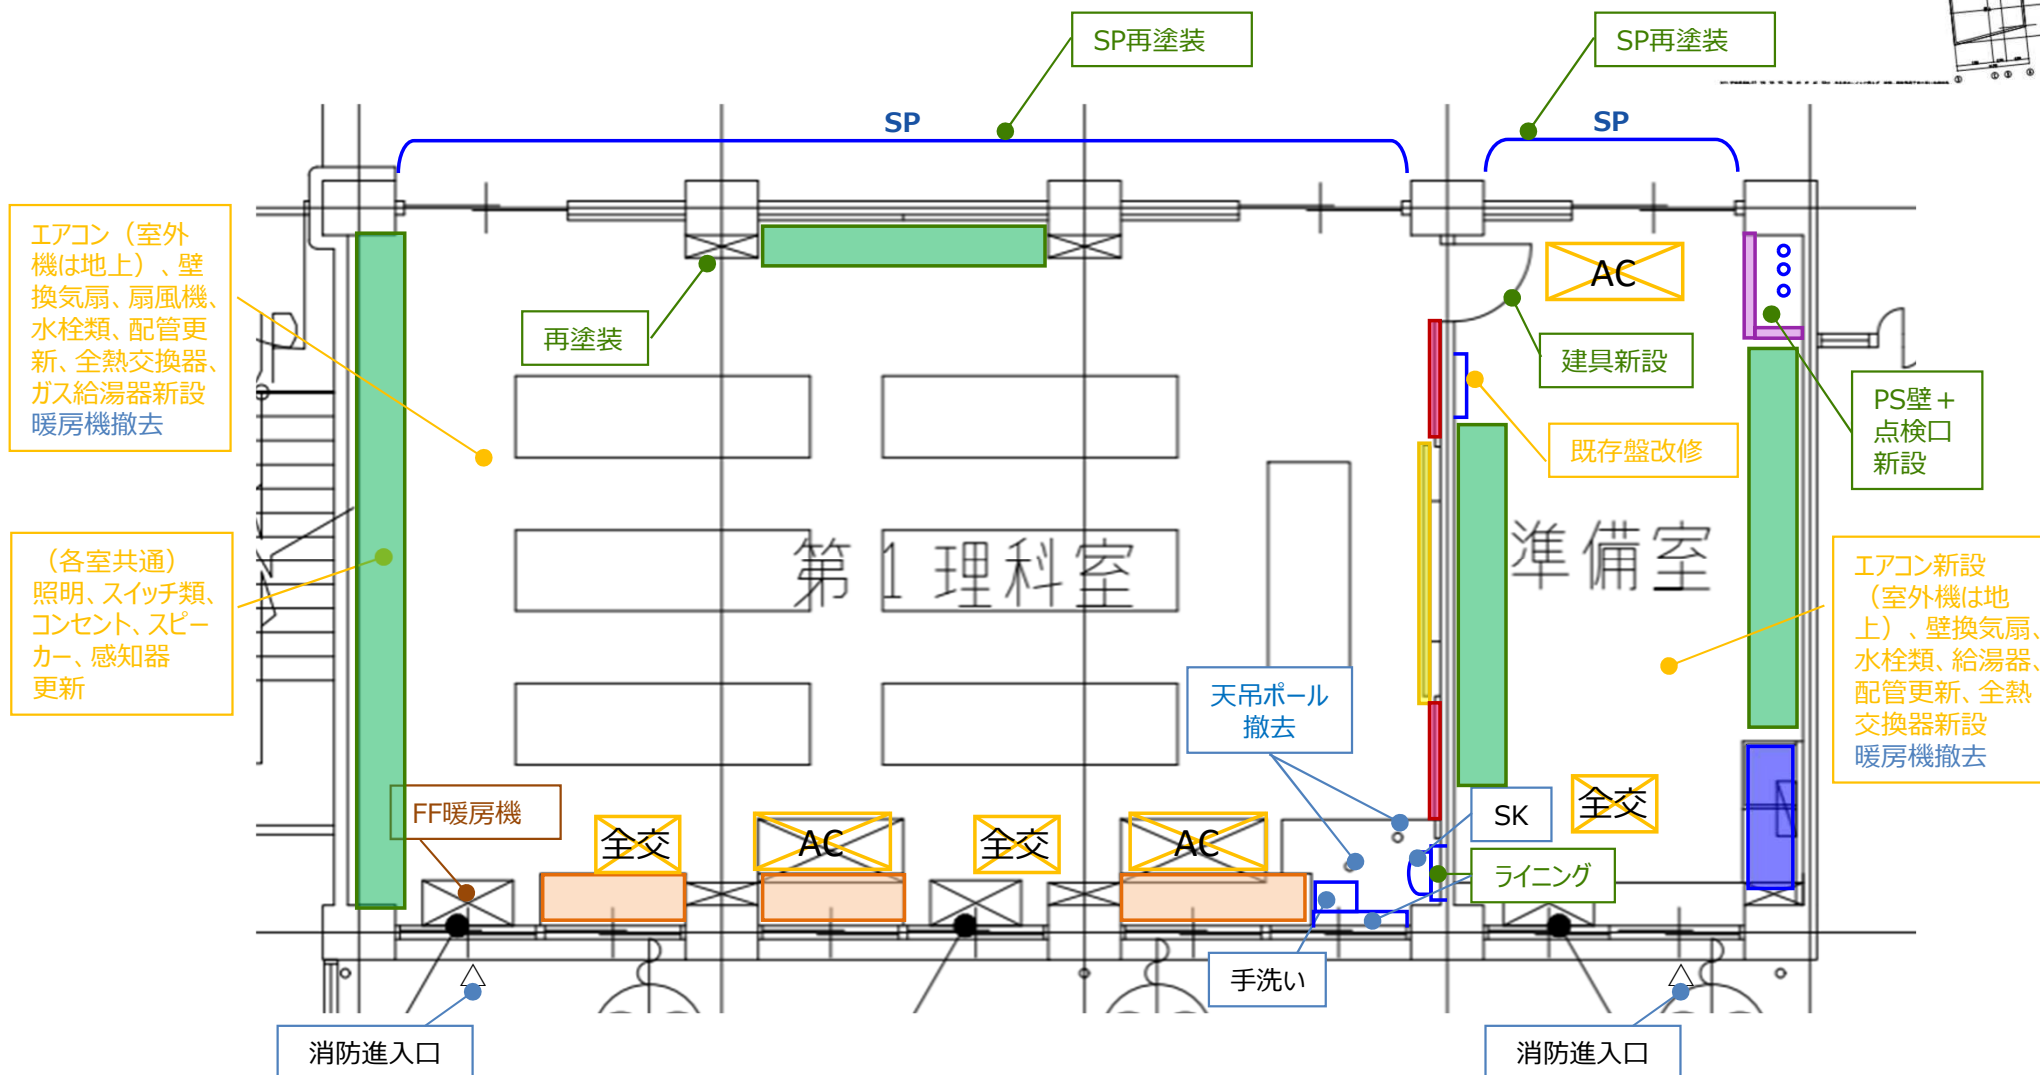 SP再塗装
SP再塗装
SP
SP
エアコン（室外
機は地上）、壁
換気扇、扇風機、
水栓類、配管更
新、全熱交換器、
ガス給湯器新設
暖房機撤去
再塗装
AC
建具新設
PS壁＋
点検口
新設
既存盤改修
（各室共通）
照明、スイッチ類、
コンセント、スピー
カー、感知器
更新
第1理科室
準備室
エアコン新設
（室外機は地
上）、壁換気扇、
水栓類、給湯器、
配管更新、全熱
交換器新設
暖房機撤去
天吊ポール
撤去
FF暖房機
全交
AC
全交
AC
SK
全交
ライニング
手洗い
消防進入口
消防進入口